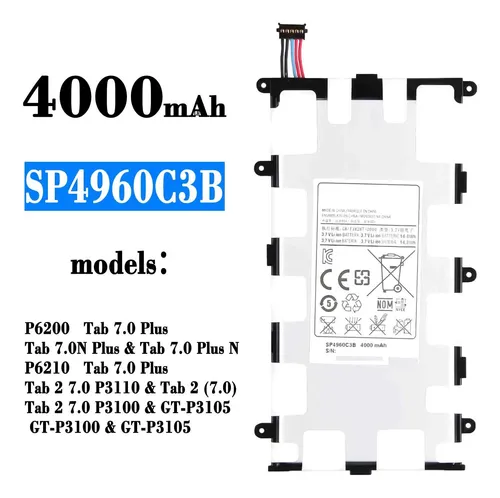 4000mAh
SP4960C3B
models:
P6200 Tab 7.0 Plus
Tab 7.0N Plus & Tab 7.0 Plus N
P6210 Tab 7.0 Plus
Tab 2 7.0 P3110 & Tab 2 (7.0)
Tab 2 7.0 P3100 & GT-P3105
GT-P3100 & GT-P3105
NOM
SP4960C3B 4000 mAh
S/N: